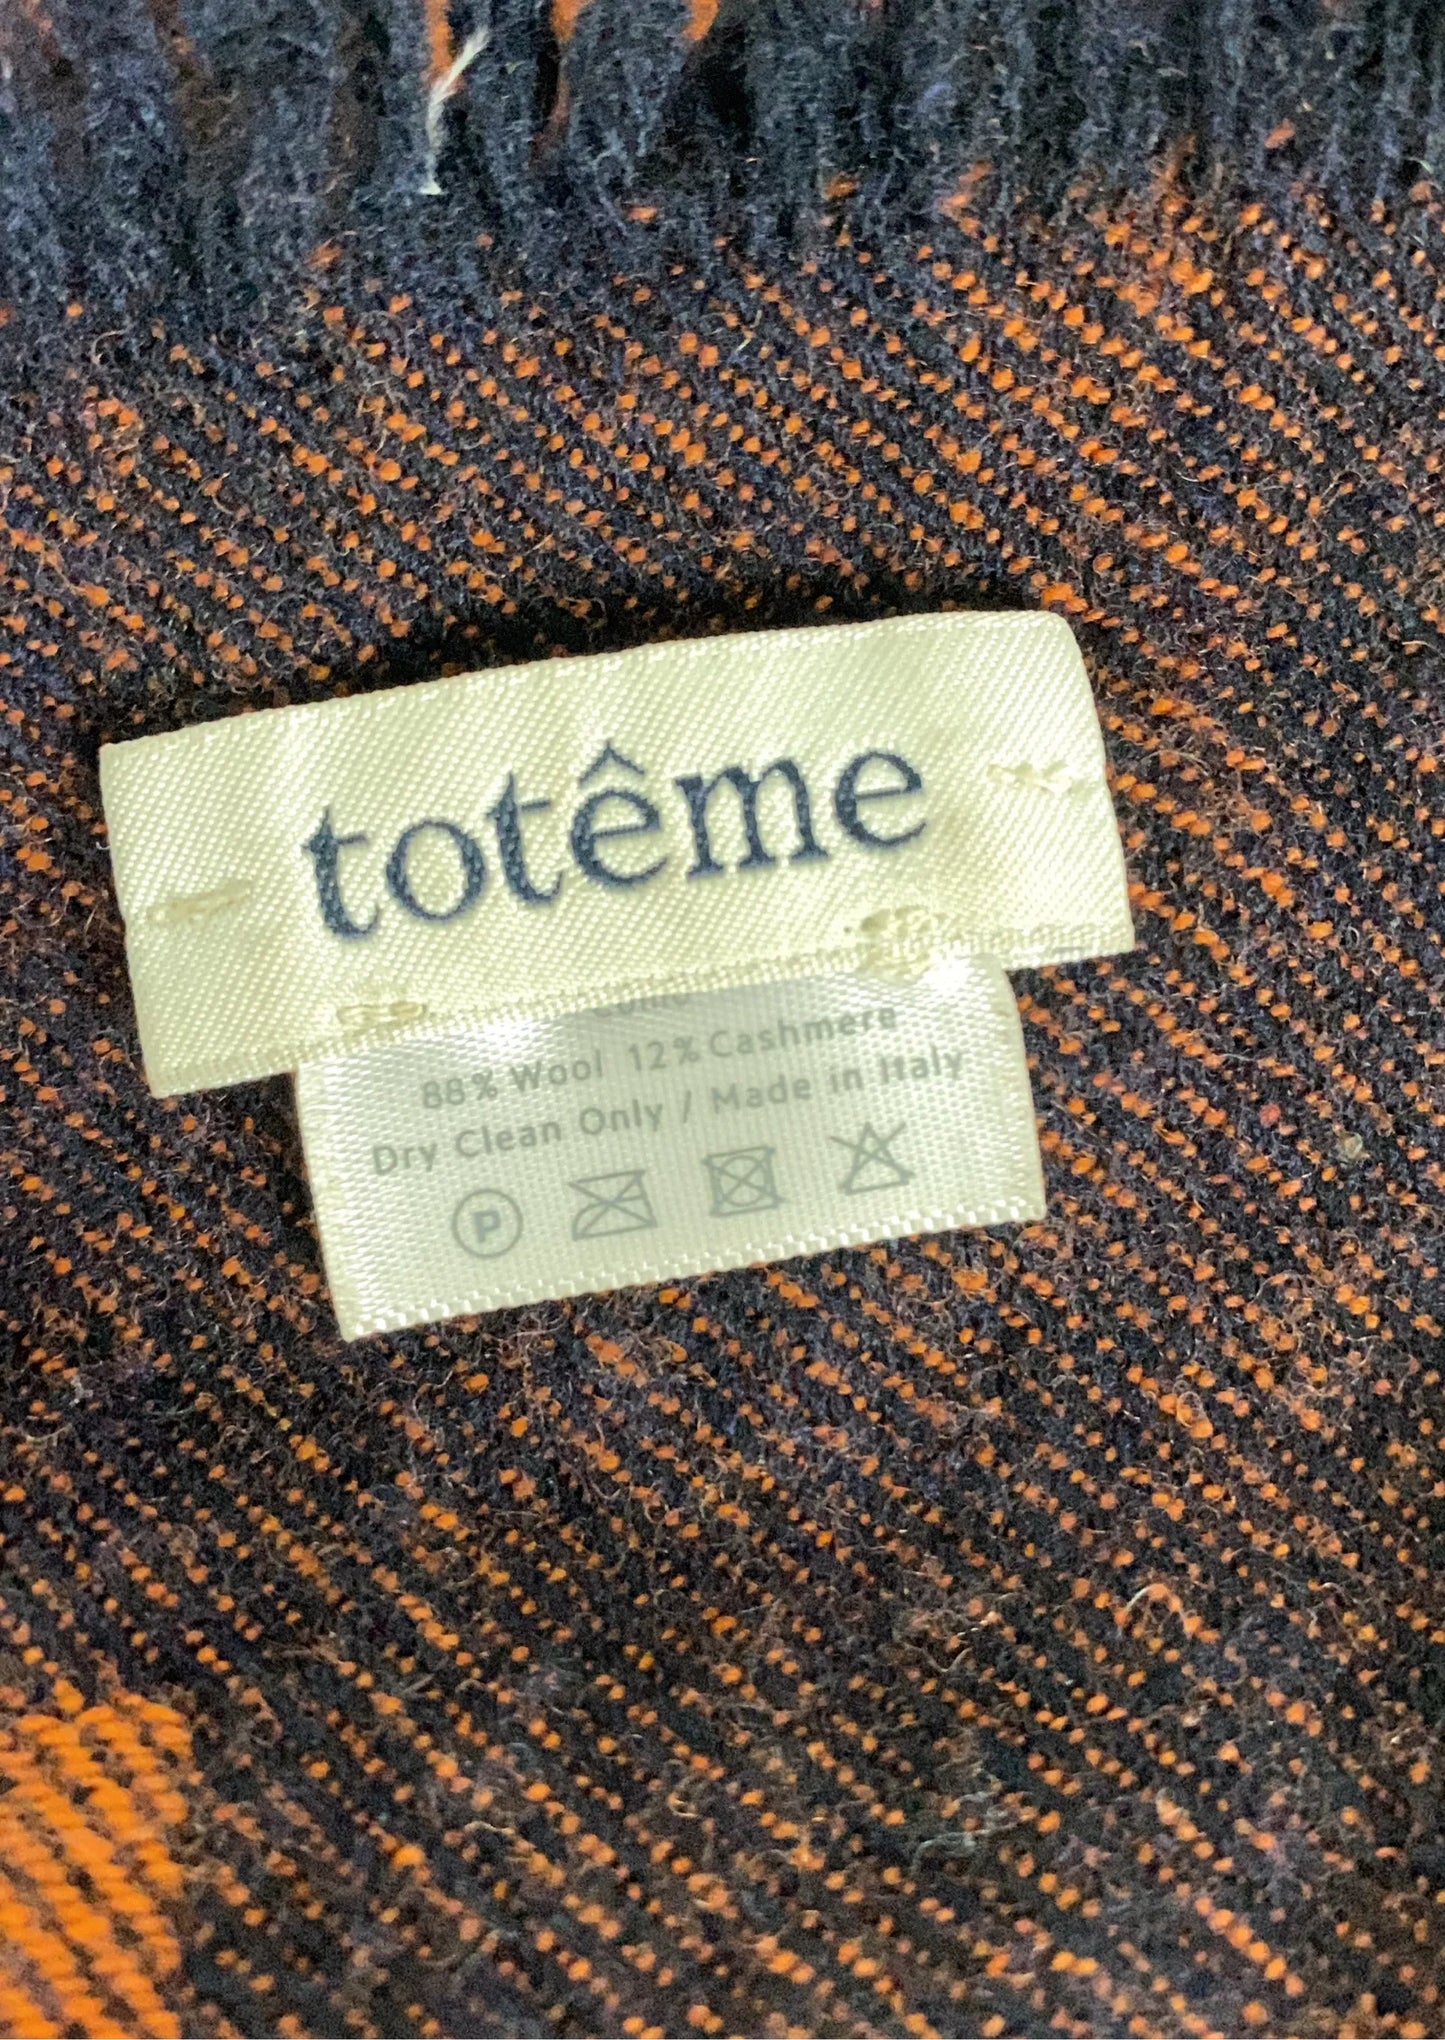 totême
88% Wool 12% Cashmere
Dry Clean Only / Made in Italy
P